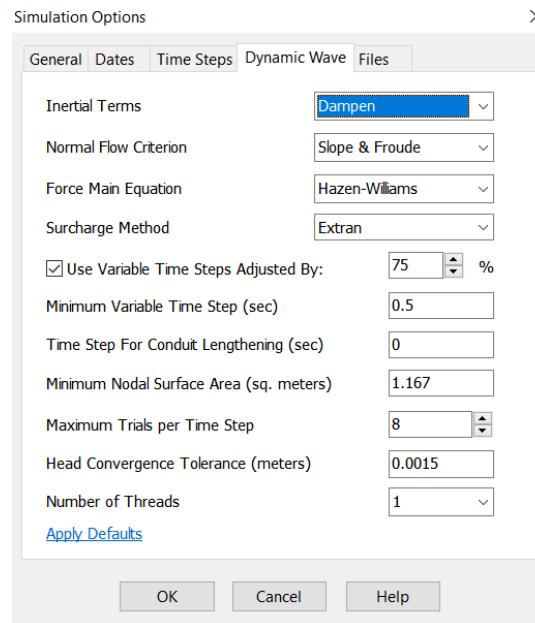 Simulation Options
General Dates Time Steps Dynamic Wave Files
Inertial Terms Dampen
Normal Flow Criterion Slope & Froude
Force Main Equation Hazen-Williams
Surcharge Method Extran
Use Variable Time Steps Adjusted By: 75 %
Minimum Variable Time Step (sec) 0.5
Time Step For Conduit Lengthening (sec) 0
Minimum Nodal Surface Area (sq. meters) 1.167
Maximum Trials per Time Step 8
Head Convergence Tolerance (meters) 0.0015
Number of Threads 1
Apply Defaults
OK Cancel Help